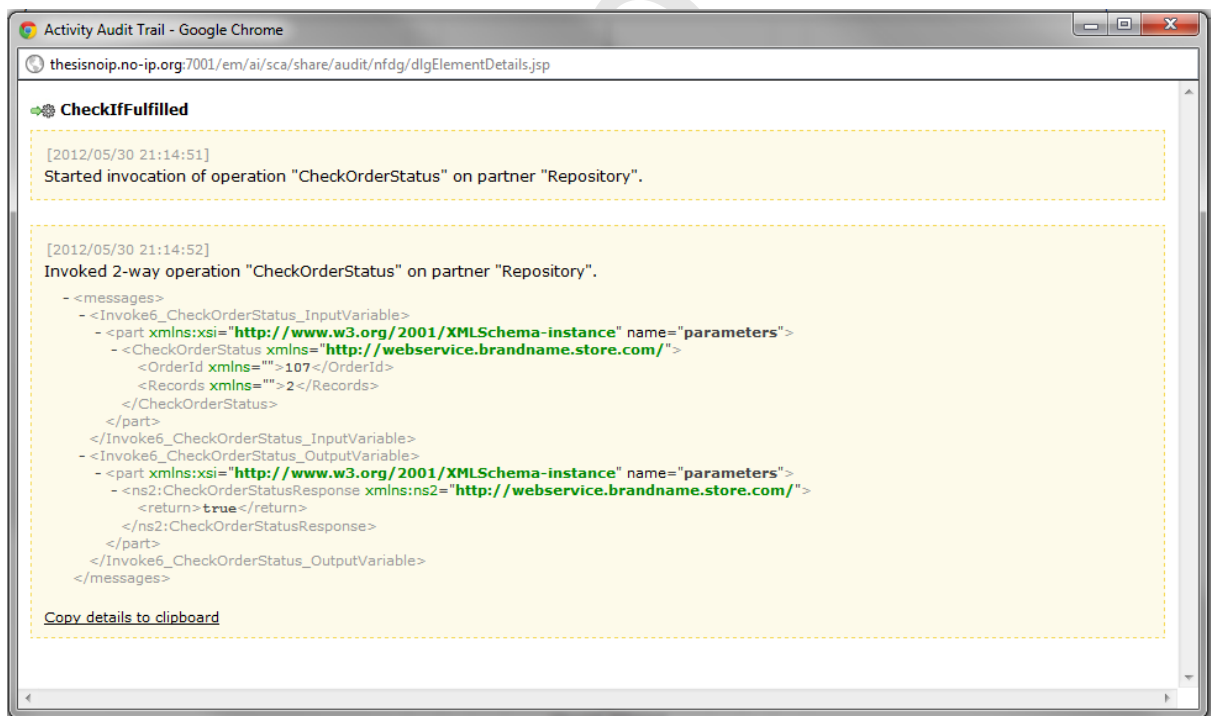 Activity Audit Trail - Google Chrome
thesisnoip.no-ip.org:7001/em/ai/sca/share/audit/nfdg/dlgElementDetails.jsp
CheckIfFulfilled
[2012/05/30 21:14:51]
Started invocation of operation "CheckOrderStatus" on partner "Repository".
[2012/05/30 21:14:52]
Invoked 2-way operation "CheckOrderStatus" on partner "Repository".
- <messages>
- <Invoke6_CheckOrderStatus_InputVariable>
- <part xmlns:xsi="http://www.w3.org/2001/XMLSchema-instance" name="parameters">
- <CheckOrderStatus xmlns="http://webservice.brandname.store.com/">
<OrderId xmlns="">107</OrderId>
<Records xmlns="">2</Records>
</CheckOrderStatus>
</part>
</Invoke6_CheckOrderStatus_InputVariable>
- <Invoke6_CheckOrderStatus_OutputVariable>
- <part xmlns:xsi="http://www.w3.org/2001/XMLSchema-instance" name="parameters">
- <ns2:CheckOrderStatusResponse xmlns:ns2="http://webservice.brandname.store.com/">
<return>true</return>
</ns2:CheckOrderStatusResponse>
</part>
</Invoke6_CheckOrderStatus_OutputVariable>
</messages>
Copy details to clipboard